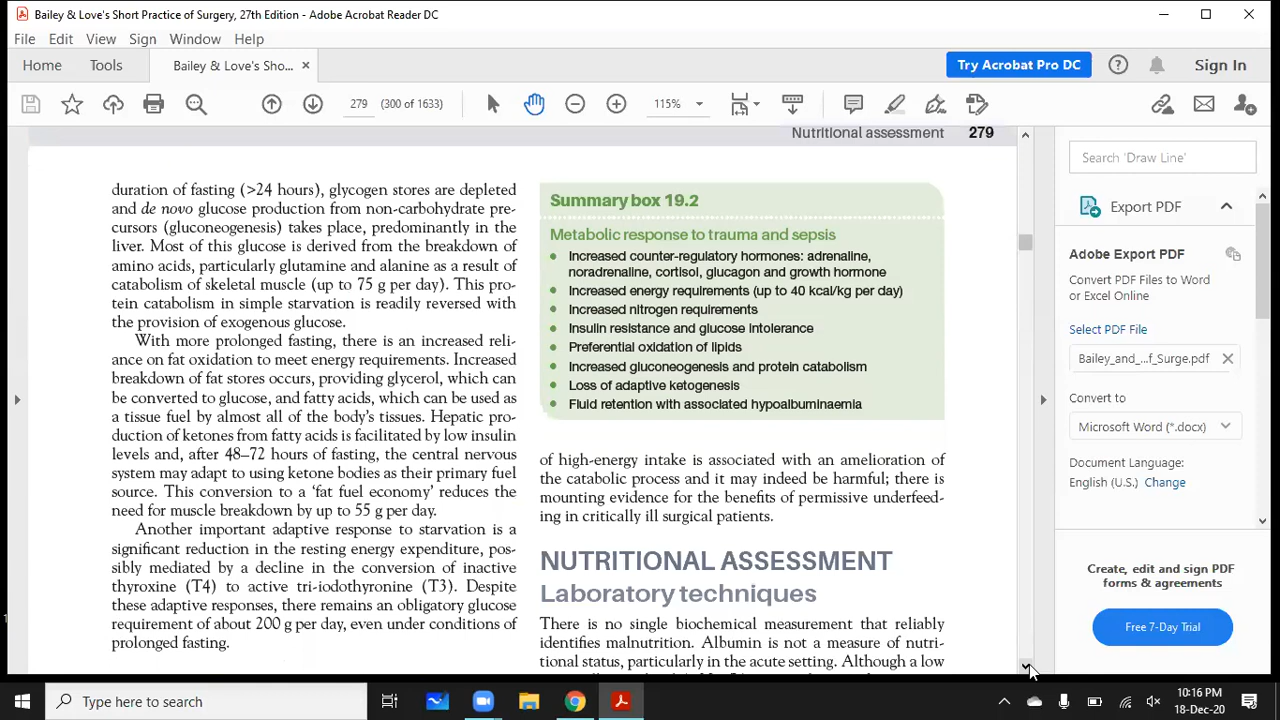 Bailey & Love's Short Practice of Surgery, 27th Edition - Adobe Acrobat Reader DC
File Edit View Sign Window Help
Home Tools Bailey & Love's Sho... × Try Acrobat Pro DC Sign In
279 (300 of 1633) 115%
Nutritional assessment 279
duration of fasting (>24 hours), glycogen stores are depleted
and de novo glucose production from non-carbohydrate pre-
cursors (gluconeogenesis) takes place, predominantly in the
liver. Most of this glucose is derived from the breakdown of
amino acids, particularly glutamine and alanine as a result of
catabolism of skeletal muscle (up to 75 g per day). This pro-
tein catabolism in simple starvation is readily reversed with
the provision of exogenous glucose.
With more prolonged fasting, there is an increased reli-
ance on fat oxidation to meet energy requirements. Increased
breakdown of fat stores occurs, providing glycerol, which can
be converted to glucose, and fatty acids, which can be used as
a tissue fuel by almost all of the body's tissues. Hepatic pro-
duction of ketones from fatty acids is facilitated by low insulin
levels and, after 48–72 hours of fasting, the central nervous
system may adapt to using ketone bodies as their primary fuel
source. This conversion to a 'fat fuel economy' reduces the
need for muscle breakdown by up to 55 g per day.
Another important adaptive response to starvation is a
significant reduction in the resting energy expenditure, pos-
sibly mediated by a decline in the conversion of inactive
thyroxine (T4) to active tri-iodothyronine (T3). Despite
these adaptive responses, there remains an obligatory glucose
requirement of about 200 g per day, even under conditions of
prolonged fasting.
Summary box 19.2
Metabolic response to trauma and sepsis
Increased counter-regulatory hormones: adrenaline,
noradrenaline, cortisol, glucagon and growth hormone
Increased energy requirements (up to 40 kcal/kg per day)
Increased nitrogen requirements
Insulin resistance and glucose intolerance
Preferential oxidation of lipids
Increased gluconeogenesis and protein catabolism
Loss of adaptive ketogenesis
Fluid retention with associated hypoalbuminaemia
of high-energy intake is associated with an amelioration of
the catabolic process and it may indeed be harmful; there is
mounting evidence for the benefits of permissive underfeed-
ing in critically ill surgical patients.
NUTRITIONAL ASSESSMENT
Laboratory techniques
There is no single biochemical measurement that reliably
identifies malnutrition. Albumin is not a measure of nutri-
tional status, particularly in the acute setting. Although a low
Search 'Draw Line'
Export PDF
Adobe Export PDF
Convert PDF Files to Word
or Excel Online
Select PDF File
Bailey_and_...f_Surge.pdf
Convert to
Microsoft Word (*.docx)
Document Language:
English (U.S.) Change
Create, edit and sign PDF
forms & agreements
Free 7-Day Trial
Type here to search
10:16 PM
18-Dec-20